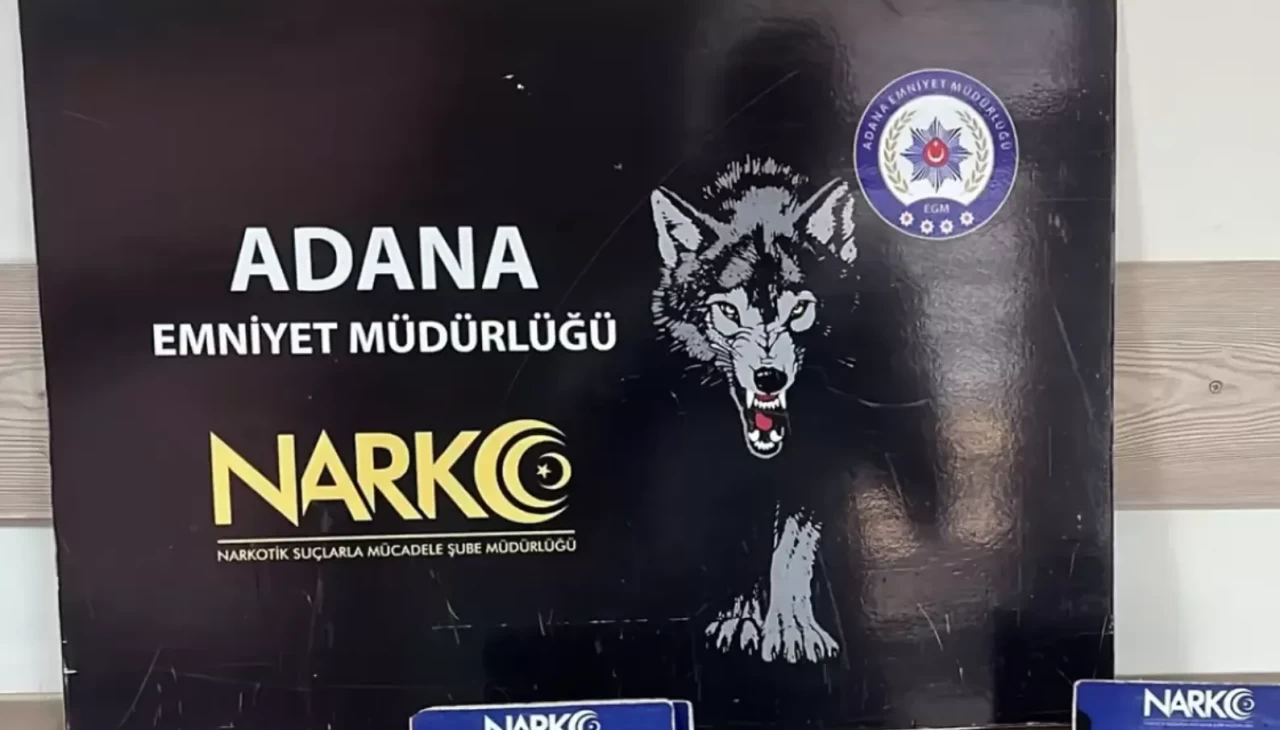 ADANA EMNİYET MÜDÜRLÜĞÜ
EGM
ADANA
EMNİYET MÜDÜRLÜĞÜ
NARKO
NARKOTİK SUÇLARLA MÜCADELE ŞUBE MÜDÜRLÜĞÜ
NARKO
NARKO